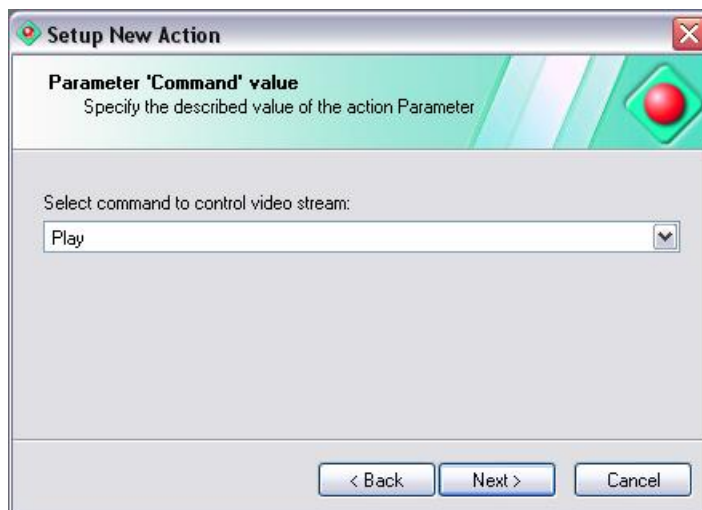 Setup New Action
Parameter 'Command' value
Specify the described value of the action Parameter
Select command to control video stream:
Play
< Back
Next >
Cancel